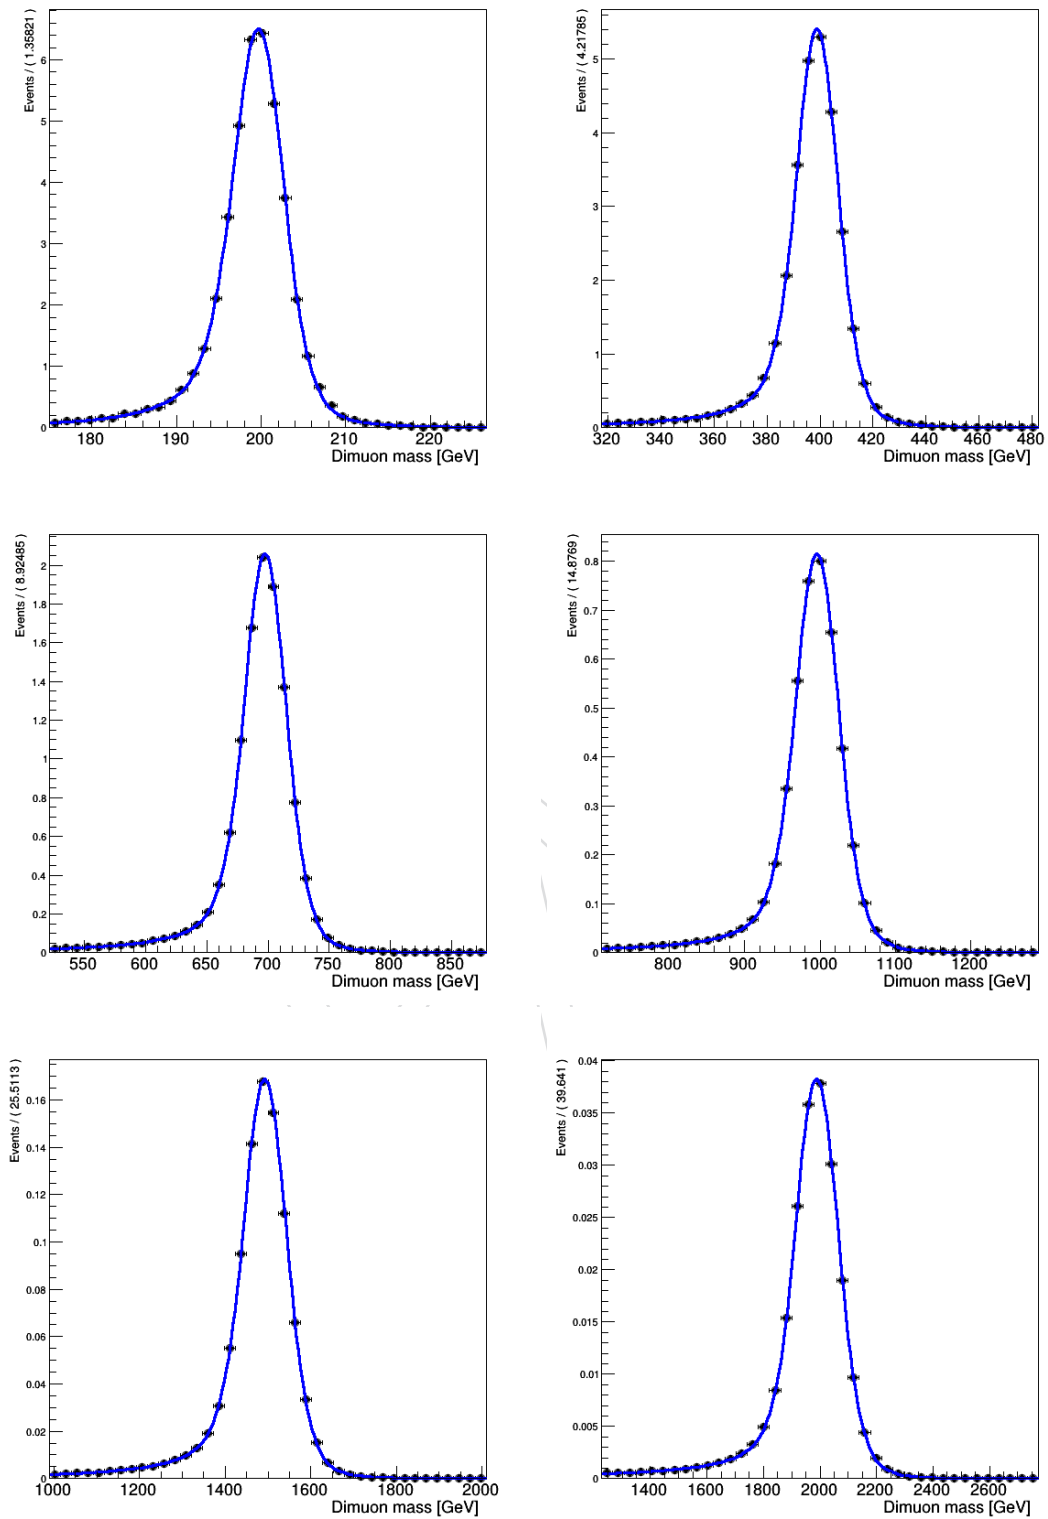 Events / ( 1.35821 )
6
5
4
3
2
1
0
180 190 200 210 220
Dimuon mass [GeV]
Events / ( 4.21785 )
5
4
3
2
1
0
320 340 360 380 400 420 440 460 480
Dimuon mass [GeV]
Events / ( 8.92485 )
2
1.8
1.6
1.4
1.2
1
0.8
0.6
0.4
0.2
0
550 600 650 700 750 800 850
Dimuon mass [GeV]
Events / ( 14.8769 )
0.8
0.7
0.6
0.5
0.4
0.3
0.2
0.1
0
800 900 1000 1100 1200
Dimuon mass [GeV]
Events / ( 25.5113 )
0.16
0.14
0.12
0.1
0.08
0.06
0.04
0.02
0
1000 1200 1400 1600 1800 2000
Dimuon mass [GeV]
Events / ( 39.641 )
0.04
0.035
0.03
0.025
0.02
0.015
0.01
0.005
0
1400 1600 1800 2000 2200 2400 2600
Dimuon mass [GeV]